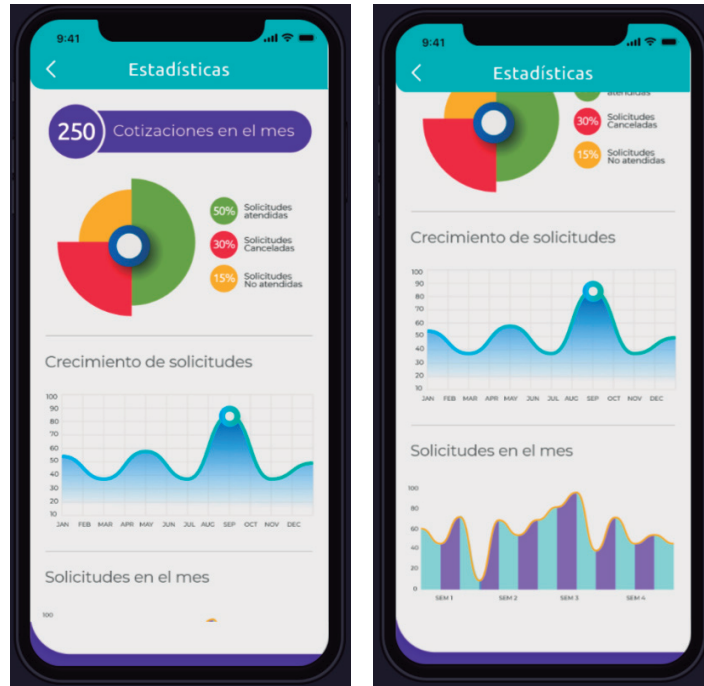 9:41
Estadísticas
250 Cotizaciones en el mes
50% Solicitudes
atendidas
30% Solicitudes
Canceladas
15% Solicitudes
No atendidas
Crecimiento de solicitudes
100
90
80
70
60
50
40
30
20
10
JAN FEB MAR APR MAY JUN JUL AUG SEP OCT NOV DEC
Solicitudes en el mes
100
9:41
Estadísticas
atendidas
30% Solicitudes
Canceladas
15% Solicitudes
No atendidas
Crecimiento de solicitudes
100
90
80
70
60
50
40
30
20
10
JAN FEB MAR APR MAY JUN JUL AUG SEP OCT NOV DEC
Solicitudes en el mes
100
80
60
40
20
0
SEM 1 SEM 2 SEM 3 SEM 4